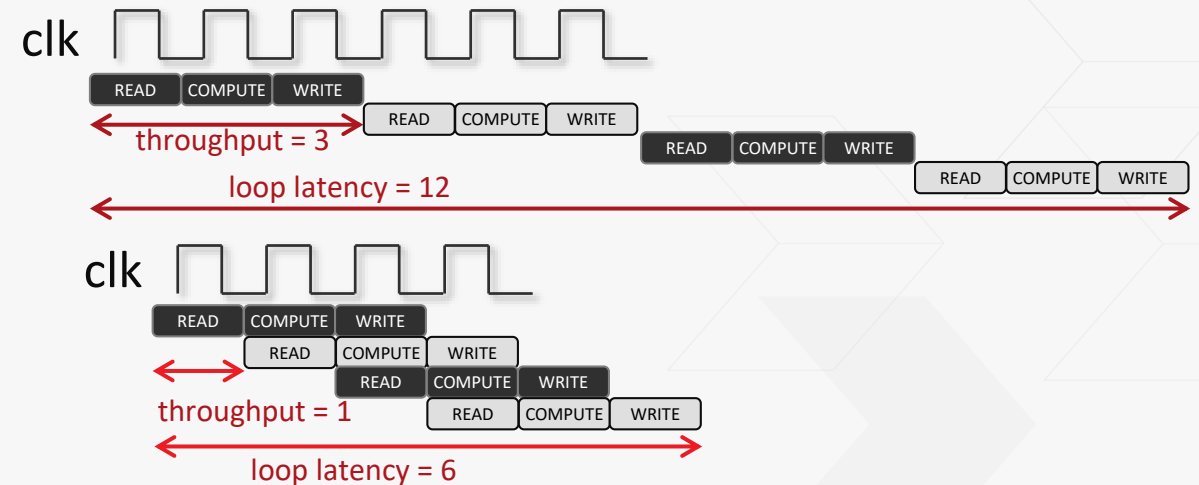 clk
READ COMPUTE WRITE
throughput = 3
READ COMPUTE WRITE
READ COMPUTE WRITE
loop latency = 12
READ COMPUTE WRITE
clk
READ COMPUTE WRITE
READ COMPUTE WRITE
READ COMPUTE WRITE
throughput = 1
READ COMPUTE WRITE
loop latency = 6